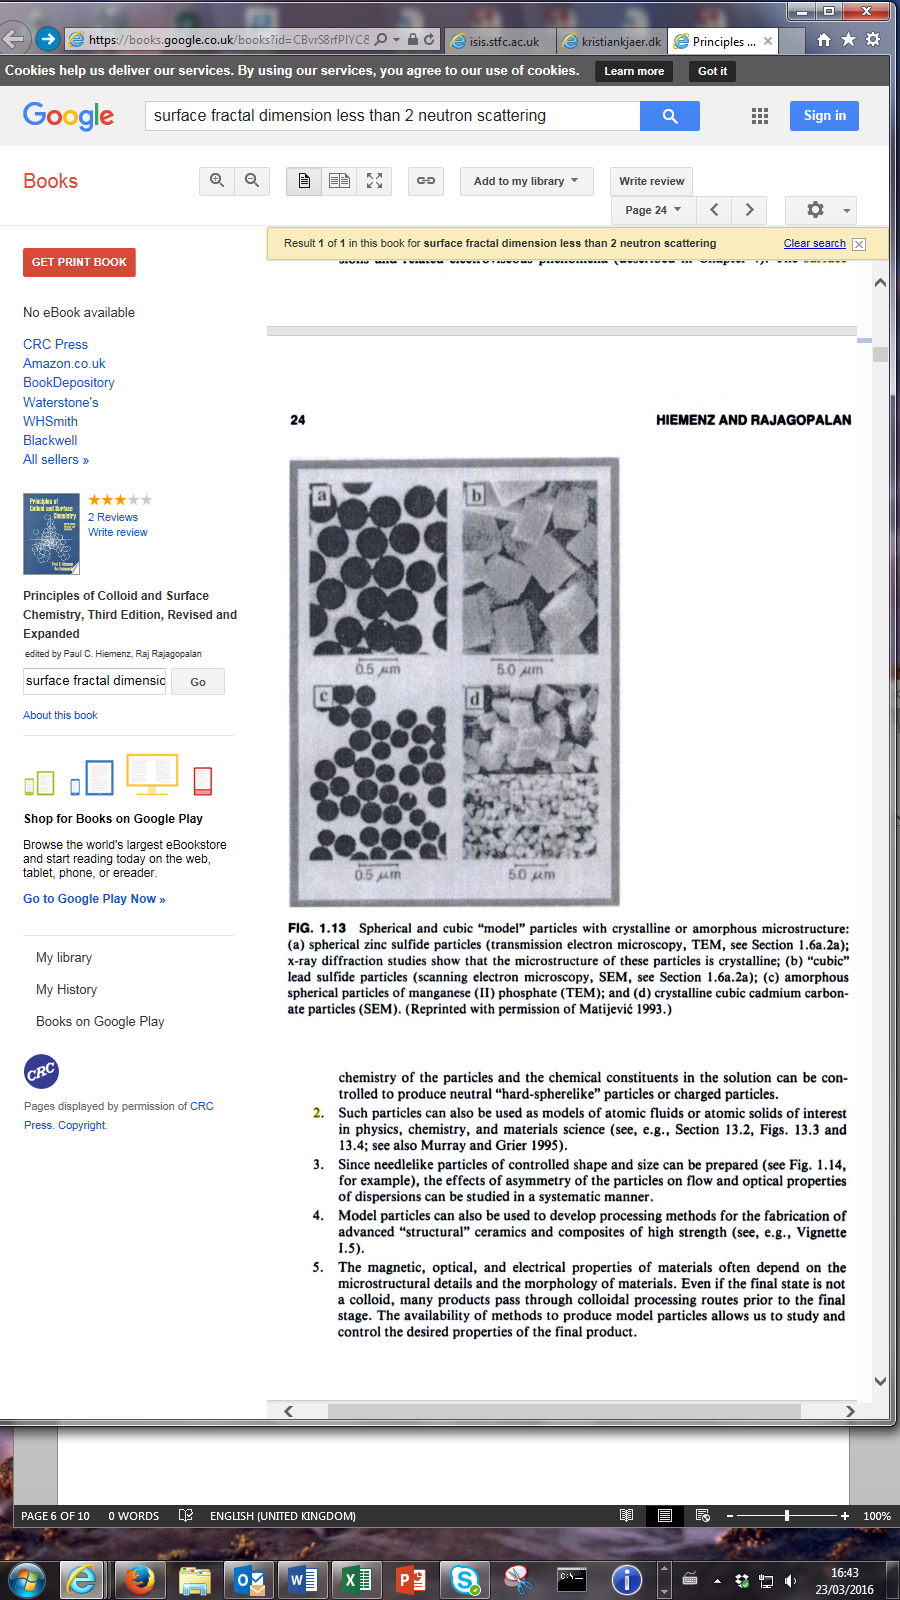 https://books.google.co.uk/books?id=CBvrS8rfPIYC8
isis.stfc.ac.uk
kristiankjaer.dk
Principles ...
Cookies help us deliver our services. By using our services, you agree to our use of cookies.
Learn more
Got it
Google
surface fractal dimension less than 2 neutron scattering
Sign in
Books
Add to my library
Write review
Page 24
Result 1 of 1 in this book for surface fractal dimension less than 2 neutron scattering
Clear search
GET PRINT BOOK
No eBook available
CRC Press
Amazon.co.uk
BookDepository
Waterstone's
WHSmith
Blackwell
All sellers »
Principles of
Colloid and Surface
Chemistry
2 Reviews
Write review
Principles of Colloid and Surface
Chemistry, Third Edition, Revised and
Expanded
edited by Paul C. Hiemenz, Raj Rajagopalan
surface fractal dimensio
Go
About this book
Shop for Books on Google Play
Browse the world's largest eBookstore
and start reading today on the web,
tablet, phone, or ereader.
Go to Google Play Now »
My library
My History
Books on Google Play
CRC
Pages displayed by permission of CRC
Press. Copyright.
sions and related electroviscous phenomena (described in Chapter 4). The surface
24
HIEMENZ AND RAJAGOPALAN
a
b
0.5 μm
5.0 μm
c
d
0.5 μm
5.0 μm
FIG. 1.13 Spherical and cubic “model” particles with crystalline or amorphous microstructure:
(a) spherical zinc sulfide particles (transmission electron microscopy, TEM, see Section 1.6a.2a);
x-ray diffraction studies show that the microstructure of these particles is crystalline; (b) “cubic”
lead sulfide particles (scanning electron microscopy, SEM, see Section 1.6a.2a); (c) amorphous
spherical particles of manganese (II) phosphate (TEM); and (d) crystalline cubic cadmium carbon-
ate particles (SEM). (Reprinted with permission of Matijević 1993.)
chemistry of the particles and the chemical constituents in the solution can be con-
trolled to produce neutral “hard-spherelike” particles or charged particles.
2. Such particles can also be used as models of atomic fluids or atomic solids of interest
in physics, chemistry, and materials science (see, e.g., Section 13.2, Figs. 13.3 and
13.4; see also Murray and Grier 1995).
3. Since needlelike particles of controlled shape and size can be prepared (see Fig. 1.14,
for example), the effects of asymmetry of the particles on flow and optical properties
of dispersions can be studied in a systematic manner.
4. Model particles can also be used to develop processing methods for the fabrication of
advanced “structural” ceramics and composites of high strength (see, e.g., Vignette
I.5).
5. The magnetic, optical, and electrical properties of materials often depend on the
microstructural details and the morphology of materials. Even if the final state is not
a colloid, many products pass through colloidal processing routes prior to the final
stage. The availability of methods to produce model particles allows us to study and
control the desired properties of the final product.
PAGE 6 OF 10
0 WORDS
ENGLISH (UNITED KINGDOM)
100%
16:43
23/03/2016